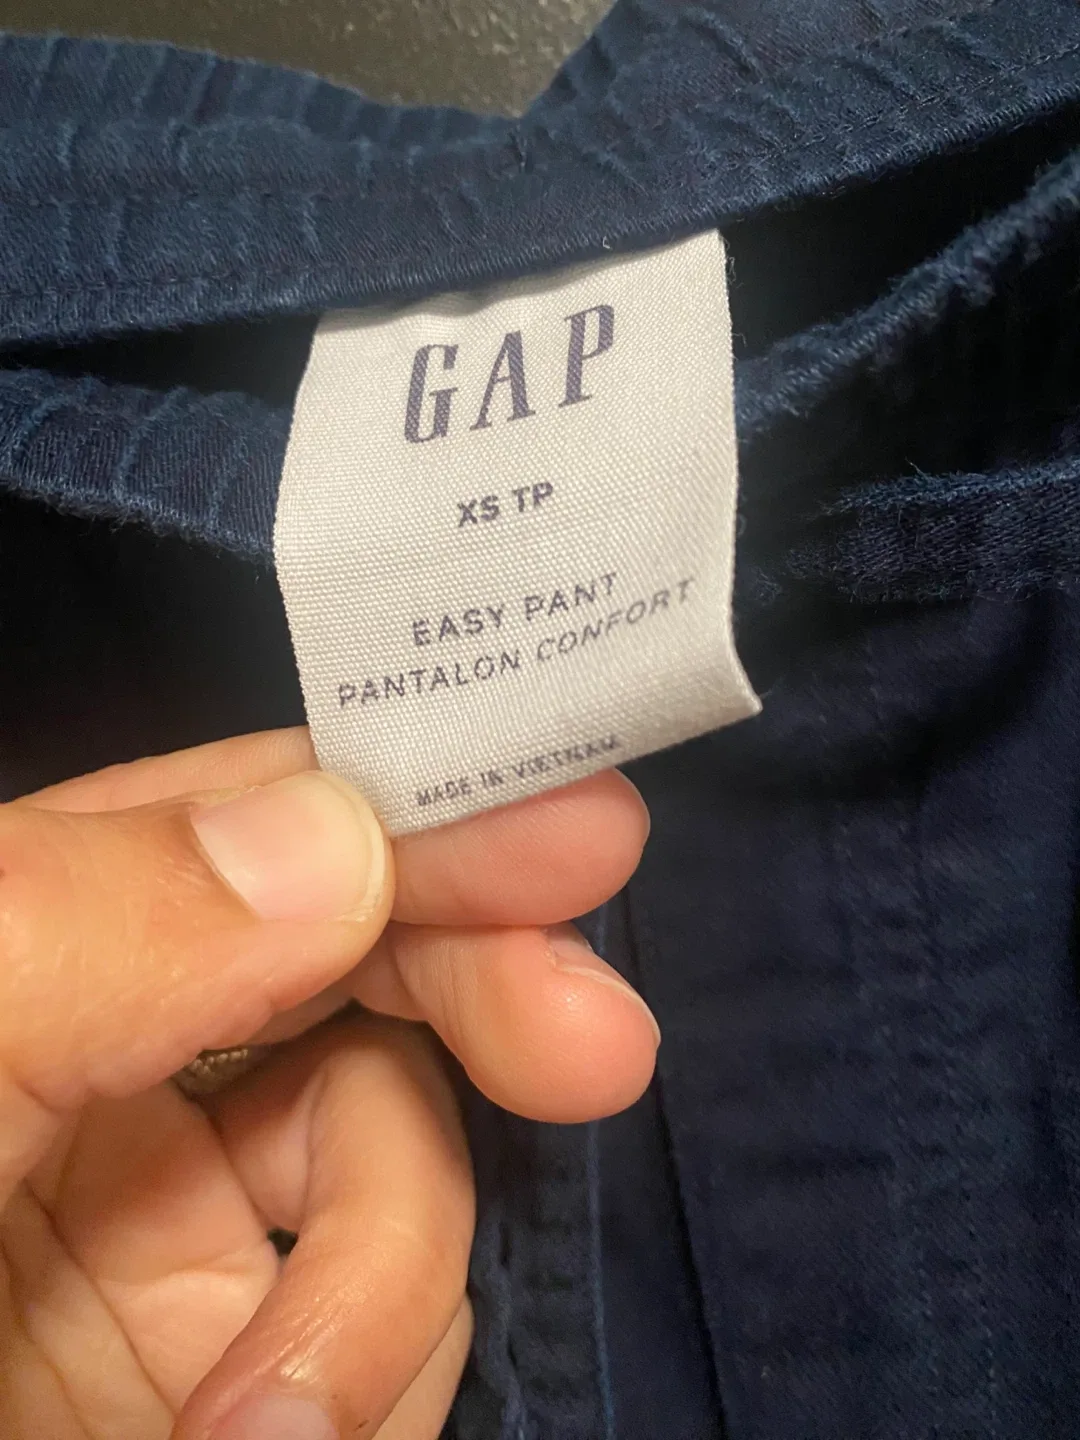 GAP
XS TP
EASY PANT
PANTALON CONFORT
MADE IN VIETNAM